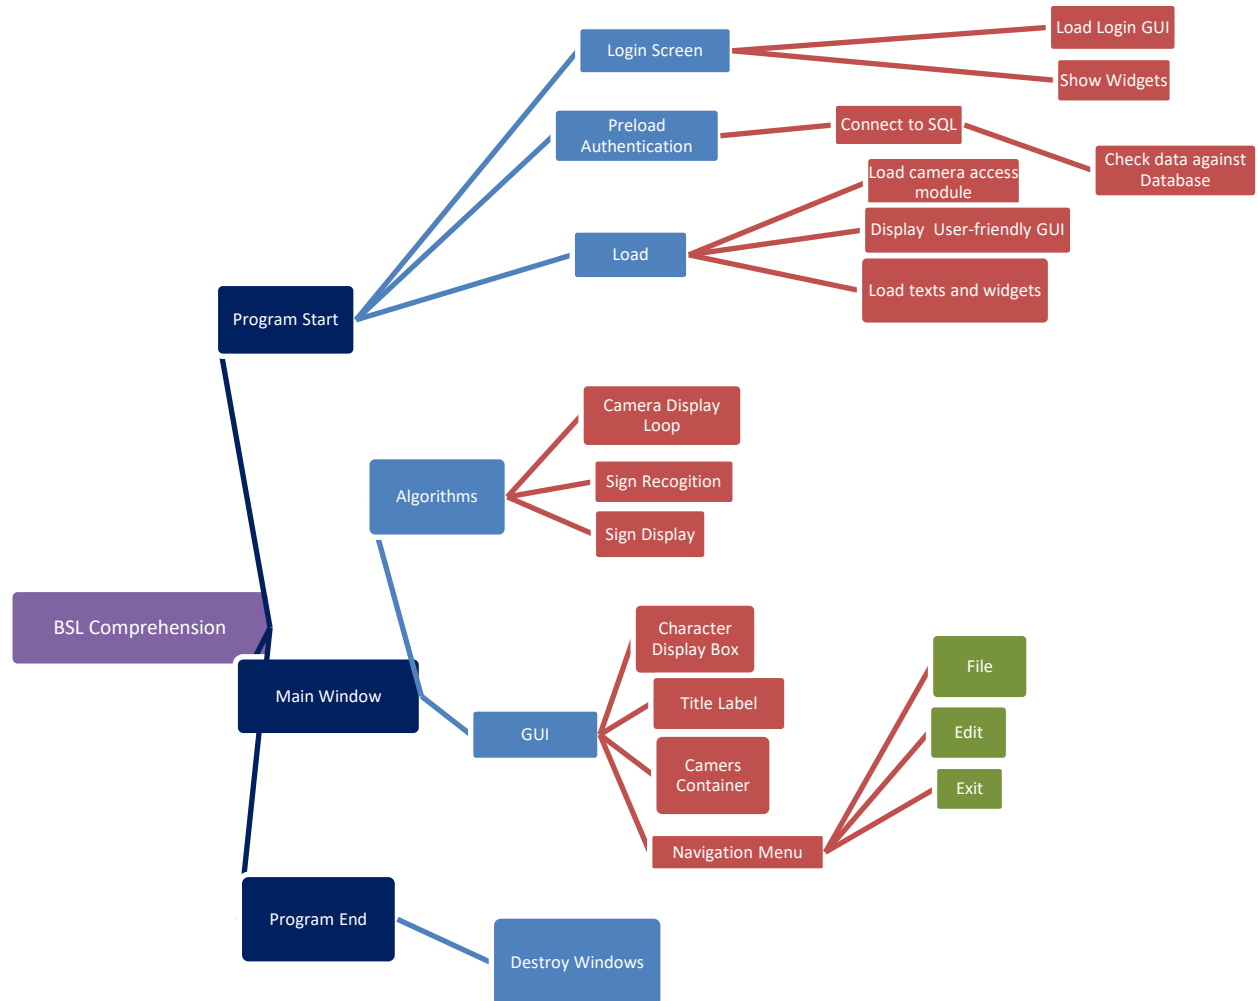 Load Login GUI
Login Screen
Show Widgets
Preload
Authentication
Connect to SQL
Check data against
Database
Load camera access
module
Display  User-friendly GUI
Load
Load texts and widgets
Program Start
Camera Display
Loop
Algorithms
Sign Recogition
Sign Display
BSL Comprehension
Main Window
Character
Display Box
File
Title Label
GUI
Edit
Camers
Container
Exit
Navigation Menu
Program End
Destroy Windows